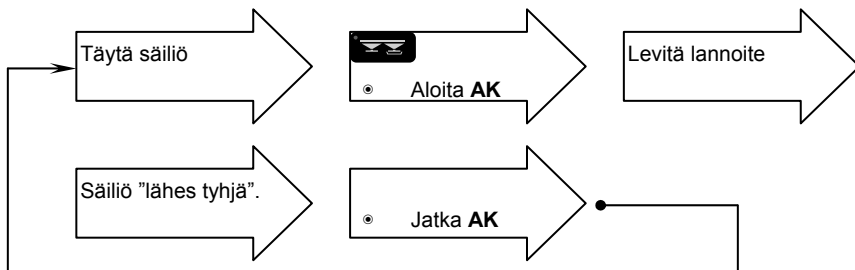 Täytä säiliö
Aloita AK
Levitä lannoite
Säiliö ”lähes tyhjä”.
Jatka AK